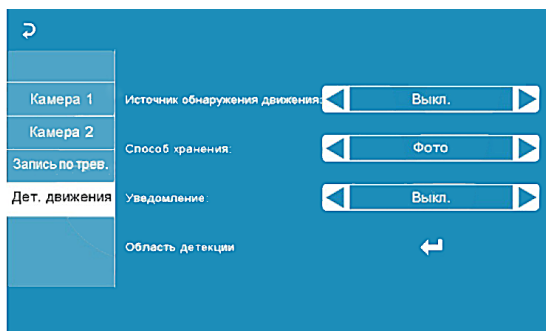 Камера 1
Камера 2
Запись по трев.
Дет. движения
Источник обнаружения движения:
Выкл.
Способ хранения:
Фото
Уведомление:
Выкл.
Область детекции